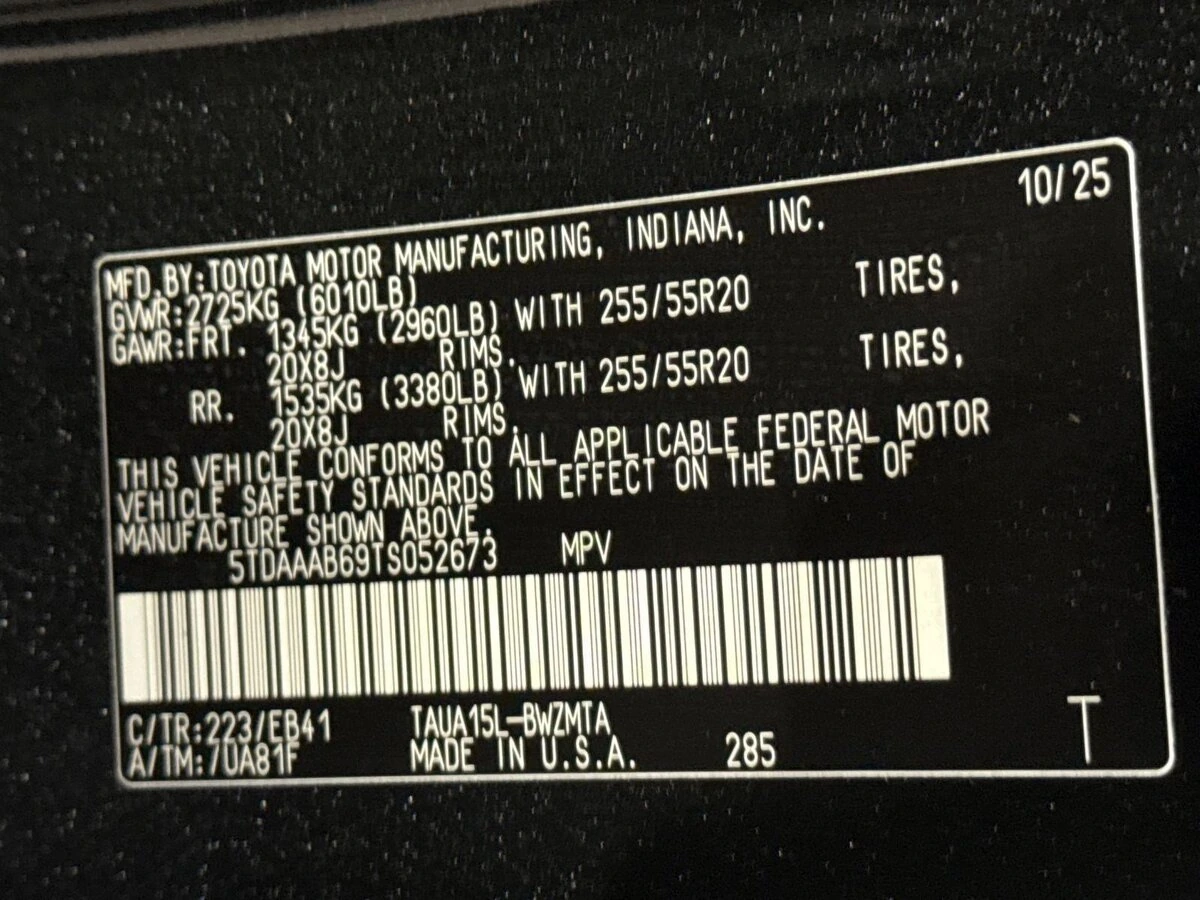 10/25
MFD.BY:TOYOTA MOTOR MANUFACTURING, INDIANA, INC.
GVWR:2725KG (6010LB)
GAWR:FRT. 1345KG (2960LB) WITH 255/55R20 TIRES,
20X8J RIMS.
RR. 1535KG (3380LB) WITH 255/55R20 TIRES,
20X8J RIMS.
THIS VEHICLE CONFORMS TO ALL APPLICABLE FEDERAL MOTOR
VEHICLE SAFETY STANDARDS IN EFFECT ON THE DATE OF
MANUFACTURE SHOWN ABOVE.
5TDAAAB69TS052673 MPV
C/TR:223/EB41 TAUA15L-BWZMTA
A/TM:7UA81F MADE IN U.S.A. 285 T